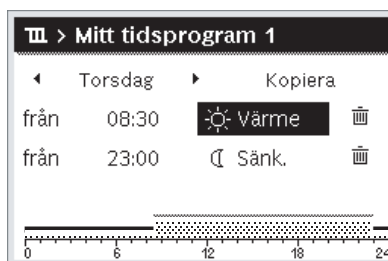 > Mitt tidsprogram 1
Torsdag Kopiera
från 08:30 Värme
från 23:00 Sänk.
0 6 12 18 24